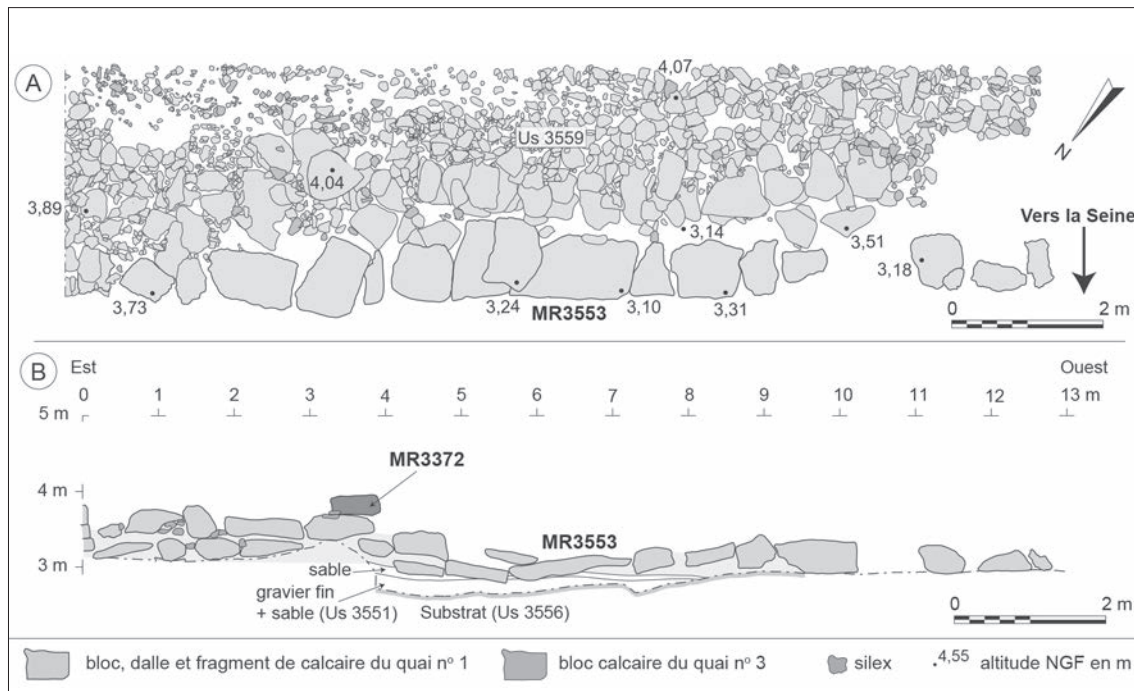 A
4,07
Us 3559
4,04
N
3,89
Vers la Seine
3,14
3,51
3,18
3,73
3,24
3,10
3,31
MR3553
0 2 m
B
Est Ouest
0 1 2 3 4 5 6 7 8 9 10 11 12 13 m
5 m
MR3372
4 m
MR3553
3 m
sable
gravier fin
+ sable (Us 3551)
Substrat (Us 3556)
0 2 m
bloc, dalle et fragment de calcaire du quai nº 1
bloc calcaire du quai nº 3
silex
4,55 altitude NGF en m